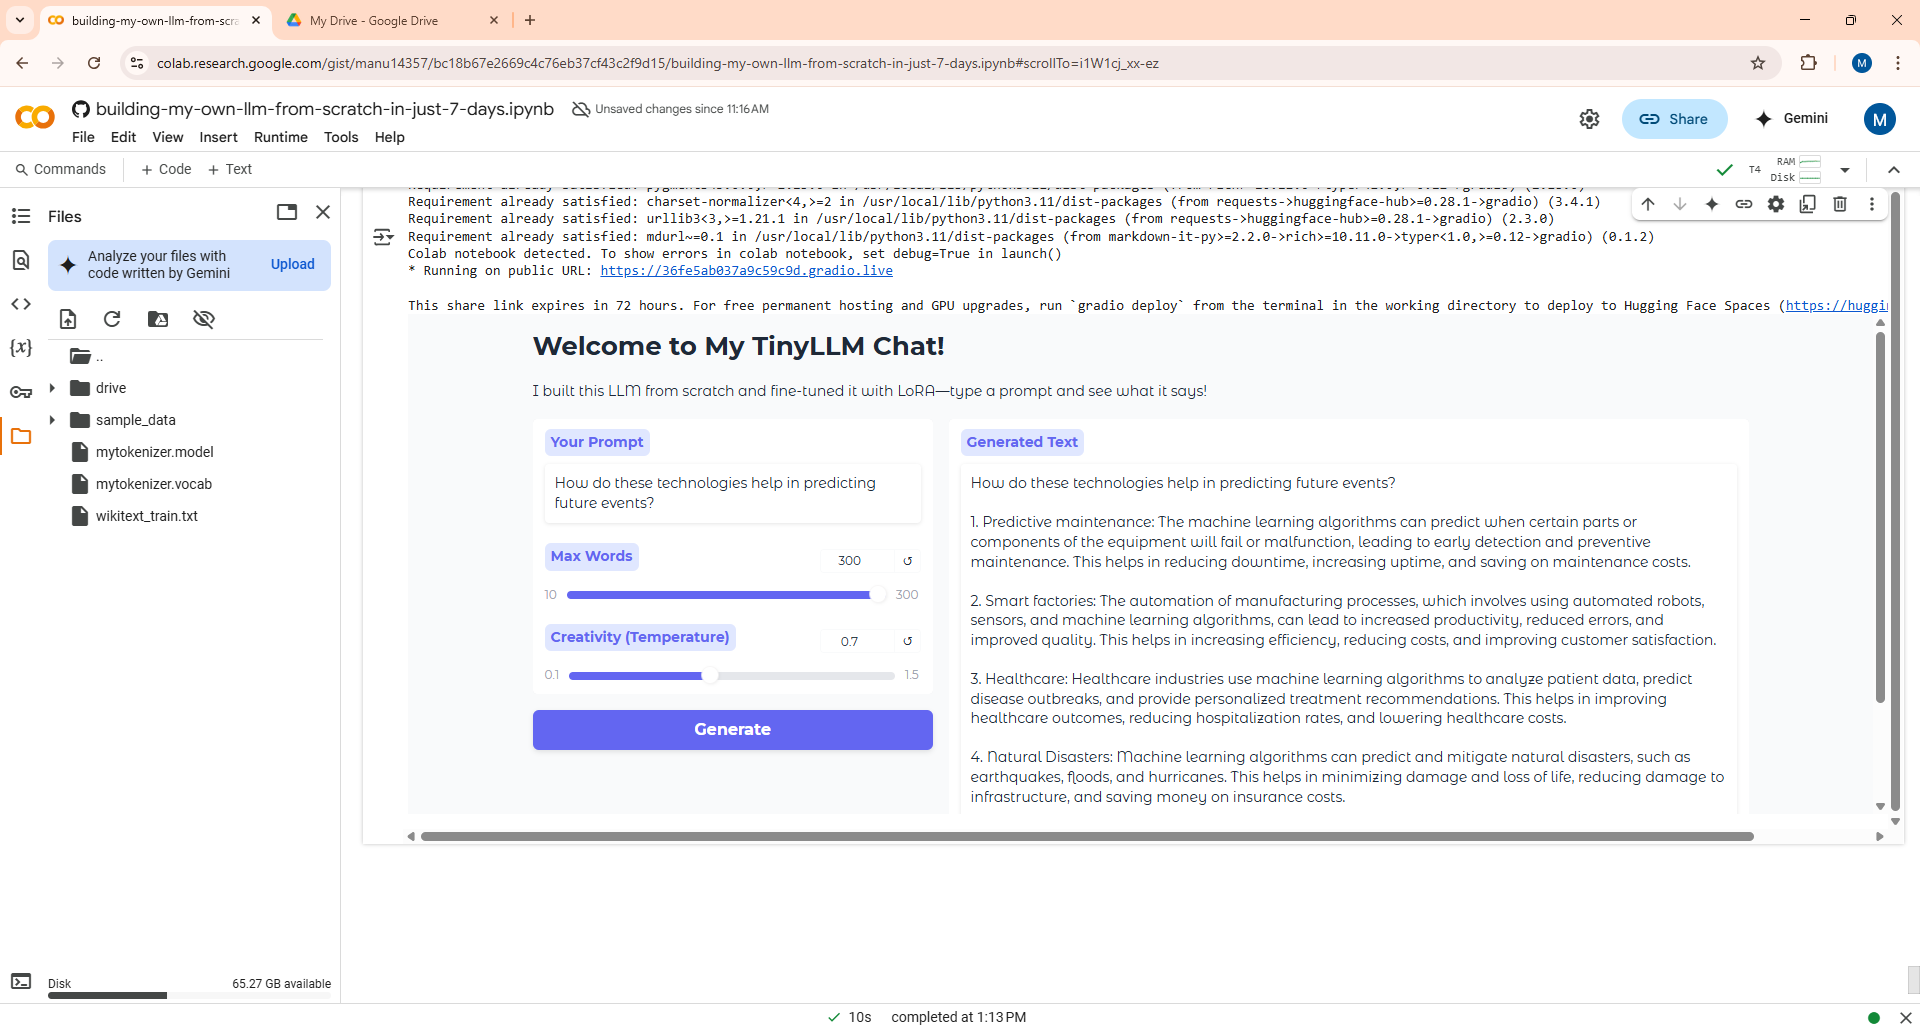 building-my-own-llm-from-scra
My Drive - Google Drive
colab.research.google.com/gist/manu14357/bc18b67e2669c4c76eb37cf43c2f9d15/building-my-own-llm-from-scratch-in-just-7-days.ipynb#scrollTo=i1W1cj_xx-ez
M
building-my-own-llm-from-scratch-in-just-7-days.ipynb
Unsaved changes since 11:16 AM
File Edit View Insert Runtime Tools Help
Share
Gemini
M
Commands
+ Code + Text
T4
RAM
Disk
Files
Analyze your files with
code written by Gemini
Upload
..
drive
sample_data
mytokenizer.model
mytokenizer.vocab
wikitext_train.txt
Disk
65.27 GB available
Requirement already satisfied: charset-normalizer<4,>=2 in /usr/local/lib/python3.11/dist-packages (from requests->huggingface-hub>=0.28.1->gradio) (3.4.1)
Requirement already satisfied: urllib3<3,>=1.21.1 in /usr/local/lib/python3.11/dist-packages (from requests->huggingface-hub>=0.28.1->gradio) (2.3.0)
Requirement already satisfied: mdurl~=0.1 in /usr/local/lib/python3.11/dist-packages (from markdown-it-py>=2.2.0->rich>=10.11.0->typer<1.0,>=0.12->gradio) (0.1.2)
Colab notebook detected. To show errors in colab notebook, set debug=True in launch()
* Running on public URL: https://36fe5ab037a9c59c9d.gradio.live
This share link expires in 72 hours. For free permanent hosting and GPU upgrades, run `gradio deploy` from the terminal in the working directory to deploy to Hugging Face Spaces (https://huggi
Welcome to My TinyLLM Chat!
I built this LLM from scratch and fine-tuned it with LoRA—type a prompt and see what it says!
Your Prompt
How do these technologies help in predicting
future events?
Max Words
300
10
300
Creativity (Temperature)
0.7
0.1
1.5
Generate
Generated Text
How do these technologies help in predicting future events?
1. Predictive maintenance: The machine learning algorithms can predict when certain parts or
components of the equipment will fail or malfunction, leading to early detection and preventive
maintenance. This helps in reducing downtime, increasing uptime, and saving on maintenance costs.
2. Smart factories: The automation of manufacturing processes, which involves using automated robots,
sensors, and machine learning algorithms, can lead to increased productivity, reduced errors, and
improved quality. This helps in increasing efficiency, reducing costs, and improving customer satisfaction.
3. Healthcare: Healthcare industries use machine learning algorithms to analyze patient data, predict
disease outbreaks, and provide personalized treatment recommendations. This helps in improving
healthcare outcomes, reducing hospitalization rates, and lowering healthcare costs.
4. Natural Disasters: Machine learning algorithms can predict and mitigate natural disasters, such as
earthquakes, floods, and hurricanes. This helps in minimizing damage and loss of life, reducing damage to
infrastructure, and saving money on insurance costs.
10s completed at 1:13 PM